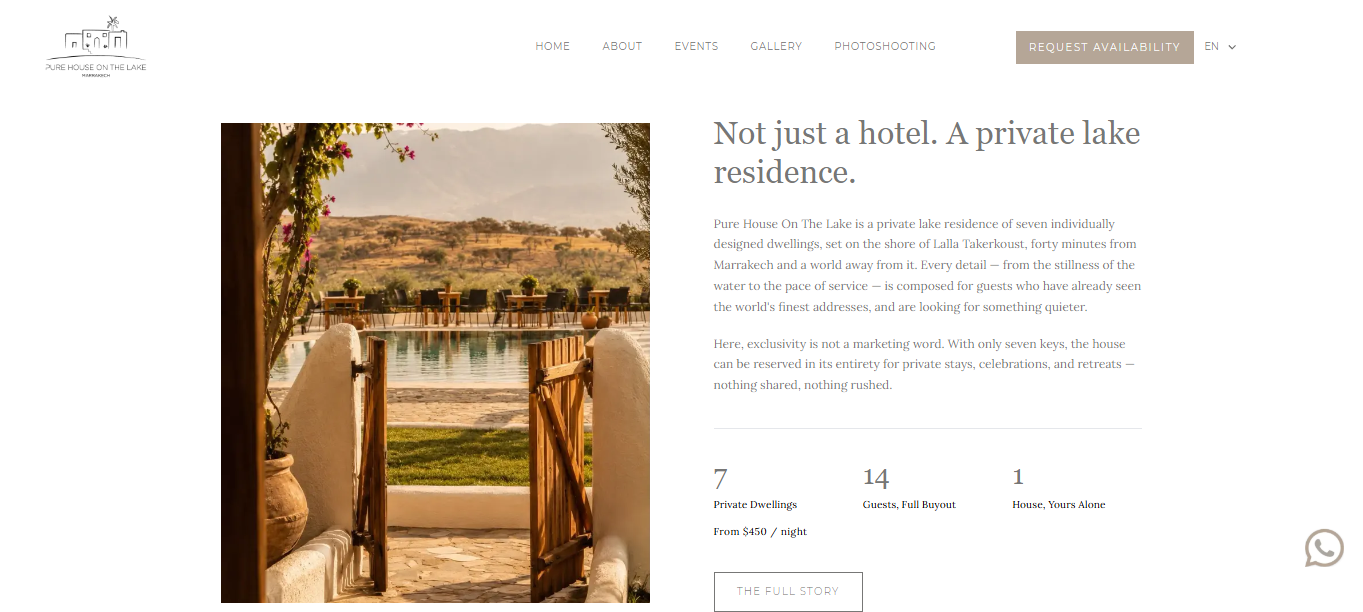 PURE HOUSE ON THE LAKE
MARRAKECH
HOME
ABOUT
EVENTS
GALLERY
PHOTOSHOOTING
REQUEST AVAILABILITY
EN
Not just a hotel. A private lake
residence.
Pure House On The Lake is a private lake residence of seven individually
designed dwellings, set on the shore of Lalla Takerkoust, forty minutes from
Marrakech and a world away from it. Every detail — from the stillness of the
water to the pace of service — is composed for guests who have already seen
the world's finest addresses, and are looking for something quieter.
Here, exclusivity is not a marketing word. With only seven keys, the house
can be reserved in its entirety for private stays, celebrations, and retreats —
nothing shared, nothing rushed.
7
Private Dwellings
From $450 / night
14
Guests, Full Buyout
1
House, Yours Alone
THE FULL STORY